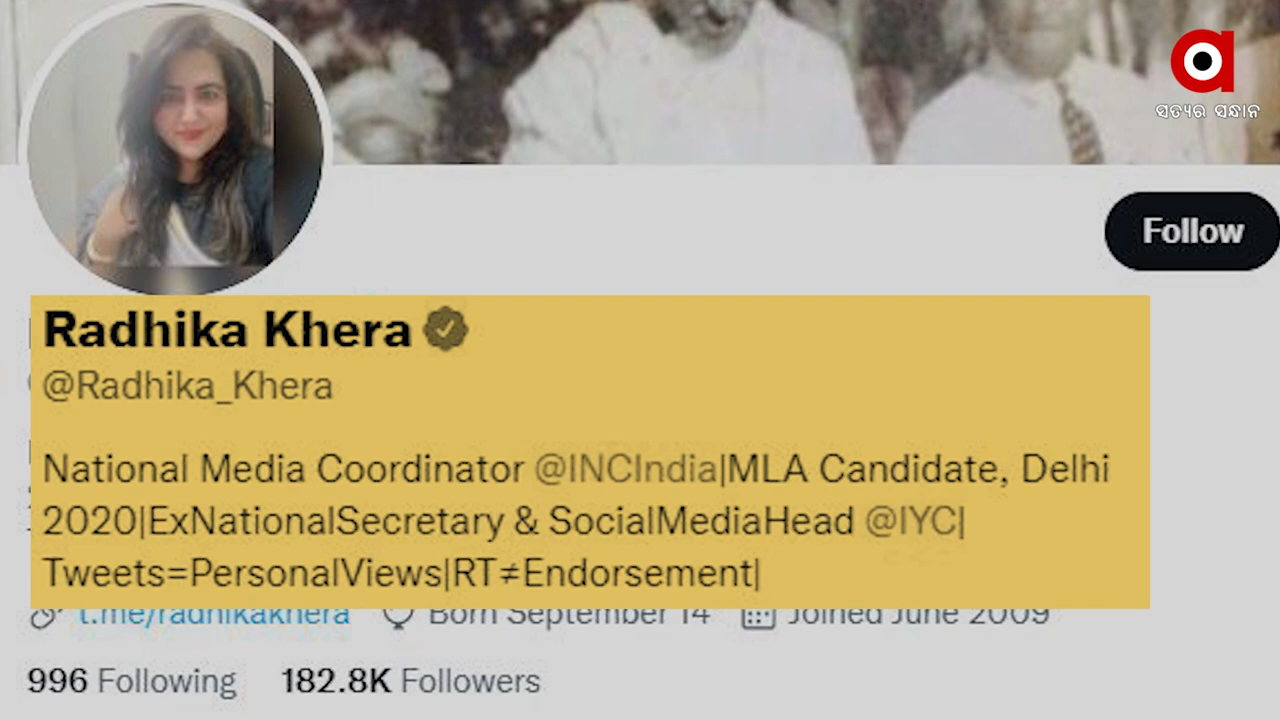 ସତ୍ୟର ସନ୍ଧାନ
Follow
Radhika Khera
@Radhika_Khera
National Media Coordinator @INCIndia|MLA Candidate, Delhi
2020|ExNationalSecretary & SocialMediaHead @IYC|
Tweets=PersonalViews|RT≠Endorsement|
t.me/radhikakhera Born September 14 Joined June 2009
996 Following 182.8K Followers